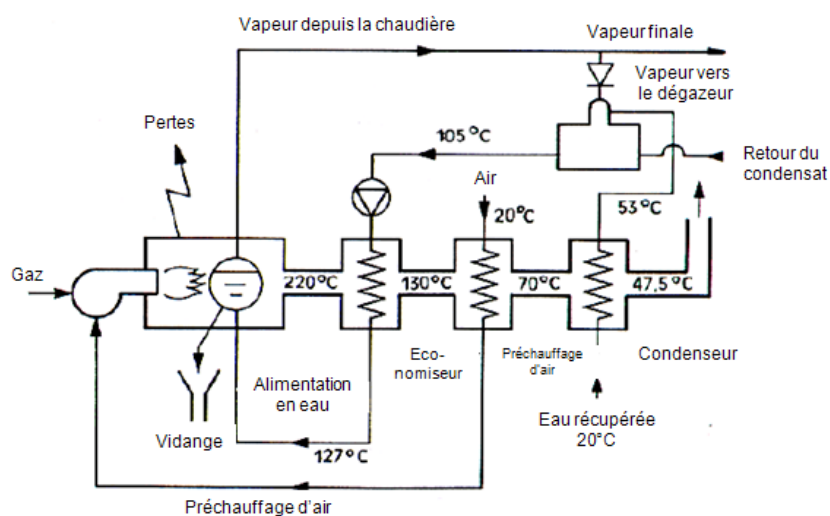 Vapeur depuis la chaudière
Vapeur finale
Vapeur vers
le dégazeur
Pertes
105°C
Retour du
condensat
Air
20°C
53°C
Gaz
220°C
130°C
70°C
47.5°C
Eco-
nomiseur
Préchauffage
d'air
Condenseur
Alimentation
en eau
Vidange
127°C
Eau récupérée
20°C
Préchauffage d'air